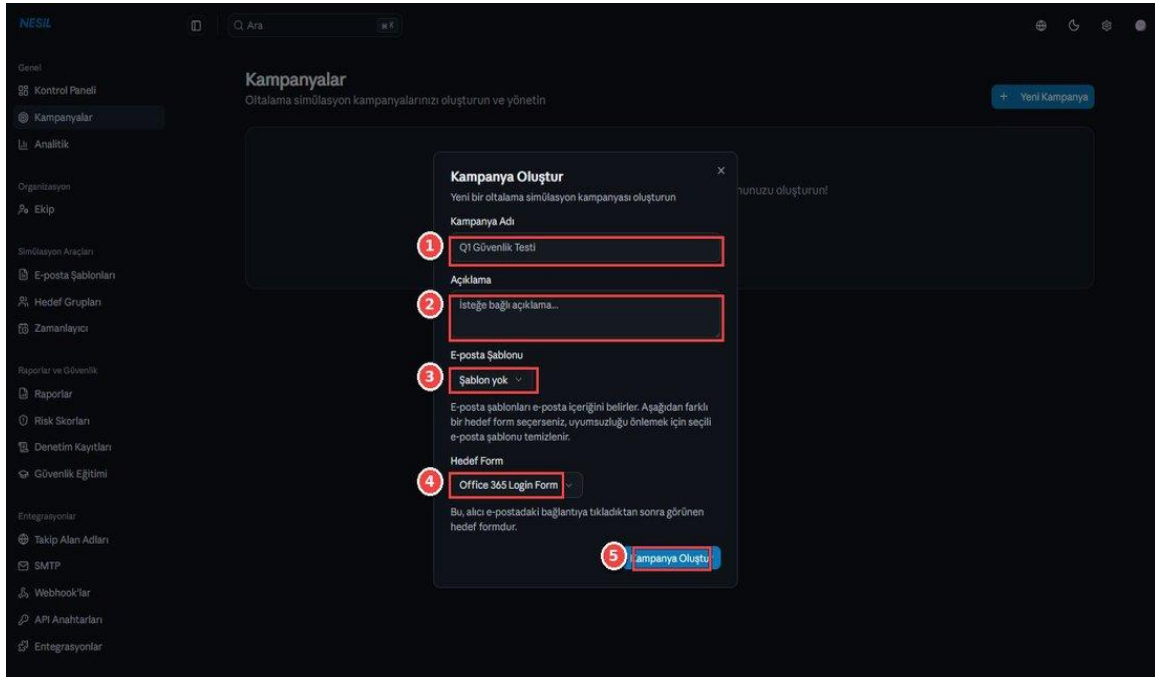 NESIL
Ara
⌘ K
Genel
Kontrol Paneli
Kampanyalar
Analitik
Organizasyon
Ekip
Simülasyon Araçları
E-posta Şablonları
Hedef Grupları
Zamanlayıcı
Raporlar ve Güvenlik
Raporlar
Risk Skorları
Denetim Kayıtları
Güvenlik Eğitimi
Entegrasyonlar
Takip Alan Adları
SMTP
Webhook'lar
API Anahtarları
Entegrasyonlar
Kampanyalar
Oltalama simülasyon kampanyalarınızı oluşturun ve yönetin
+ Yeni Kampanya
oluşturun!
Kampanya Oluştur
Yeni bir oltalama simülasyon kampanyası oluşturun
Kampanya Adı
1
Q1 Güvenlik Testi
Açıklama
2
İsteğe bağlı açıklama...
E-posta Şablonu
3
Şablon yok
E-posta şablonları e-posta içeriğini belirler. Aşağıdan farklı
bir hedef form seçerseniz, uyumsuzluğu önlemek için seçili
e-posta şablonu temizlenir.
Hedef Form
4
Office 365 Login Form
Bu, alıcı e-postadaki bağlantıya tıkladıktan sonra görünen
hedef formdur.
5
Kampanya Oluştur